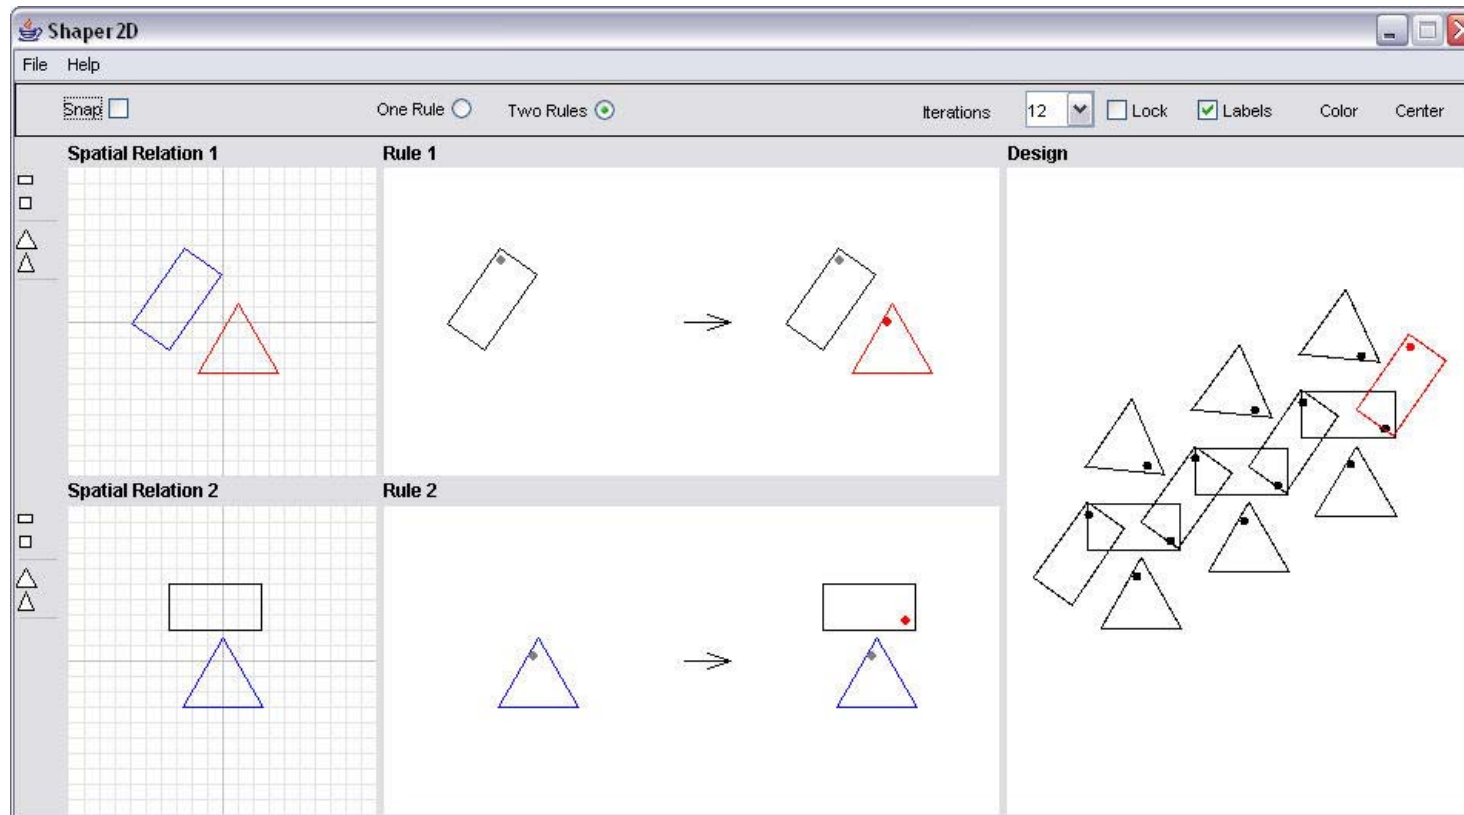 Shaper 2D
File Help
Snap One Rule Two Rules Iterations 12 Lock Labels Color Center
Spatial Relation 1 Rule 1 Design
Spatial Relation 2 Rule 2